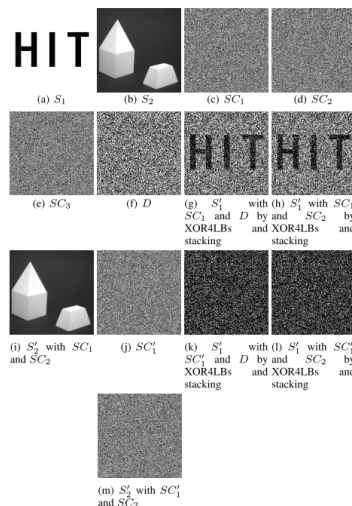 HIT
(a) S₁ (b) S₂ (c) SC₁ (d) SC₂
HIT HIT
(e) SC₃ (f) D (g) S′₁ with (h) S′₁ with SC₁
SC₁ and D by and SC₂ by
XOR4LBs and XOR4LBs and
stacking stacking
(i) S′₂ with SC₁ (j) SC′₁ (k) S′₁ with (l) S′₁ with SC′₁
and SC₂ SC′₁ and D by and SC₂ by
XOR4LBs and XOR4LBs and
stacking stacking
(m) S′₂ with SC′₁
and SC₂